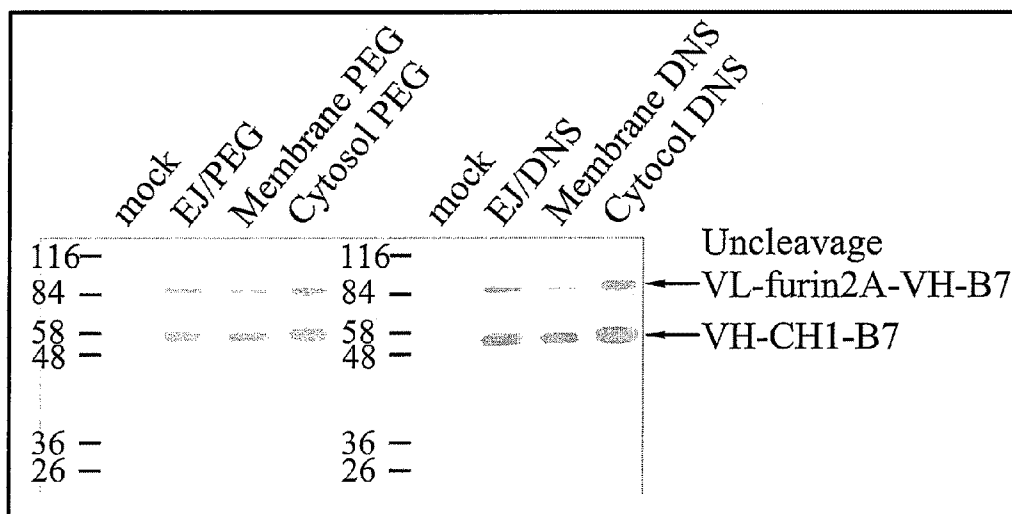 mock
EJ/PEG
Membrane PEG
Cytosol PEG
mock
EJ/DNS
Membrane DNS
Cytocol DNS
116
84
58
48
36
26
116
84
58
48
36
26
Uncleavage
VL-furin2A-VH-B7
VH-CH1-B7